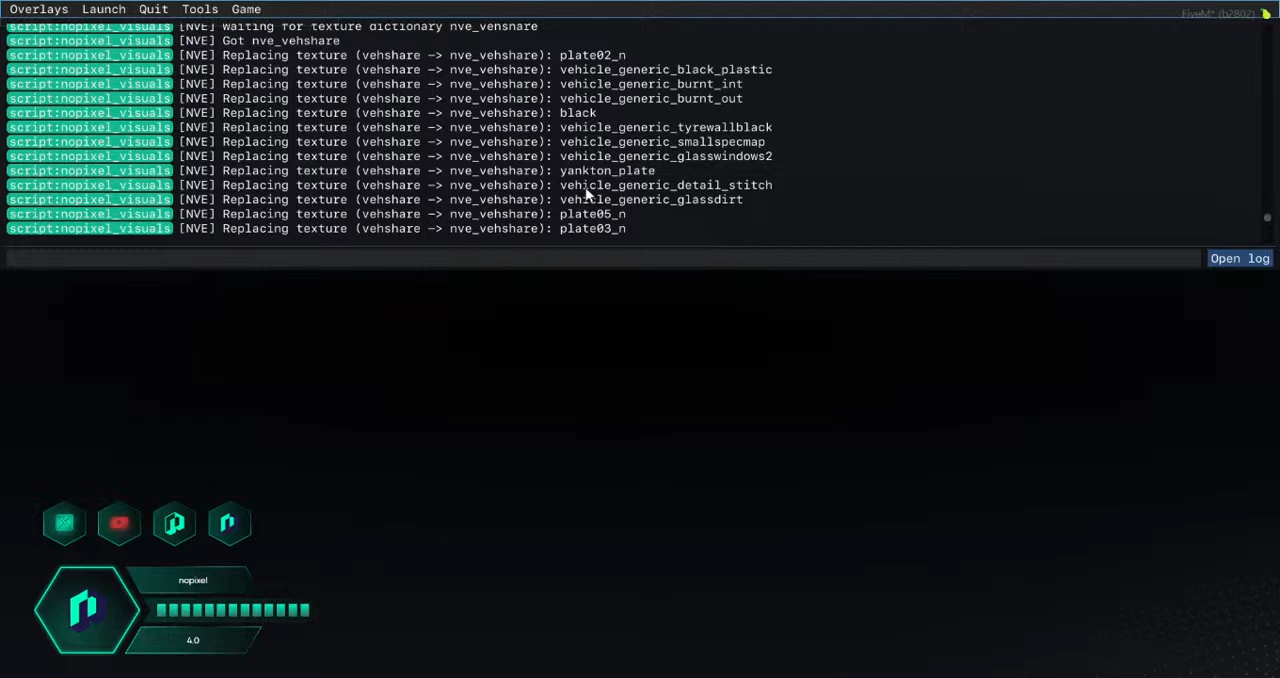 Overlays Launch Quit Tools Game
FiveM* (b2802)
script:nopixel_visuals [NVE] Waiting for texture dictionary nve_vehshare
script:nopixel_visuals [NVE] Got nve_vehshare
script:nopixel_visuals [NVE] Replacing texture (vehshare -> nve_vehshare): plate02_n
script:nopixel_visuals [NVE] Replacing texture (vehshare -> nve_vehshare): vehicle_generic_black_plastic
script:nopixel_visuals [NVE] Replacing texture (vehshare -> nve_vehshare): vehicle_generic_burnt_int
script:nopixel_visuals [NVE] Replacing texture (vehshare -> nve_vehshare): vehicle_generic_burnt_out
script:nopixel_visuals [NVE] Replacing texture (vehshare -> nve_vehshare): black
script:nopixel_visuals [NVE] Replacing texture (vehshare -> nve_vehshare): vehicle_generic_tyrewallblack
script:nopixel_visuals [NVE] Replacing texture (vehshare -> nve_vehshare): vehicle_generic_smallspecmap
script:nopixel_visuals [NVE] Replacing texture (vehshare -> nve_vehshare): vehicle_generic_glasswindows2
script:nopixel_visuals [NVE] Replacing texture (vehshare -> nve_vehshare): yankton_plate
script:nopixel_visuals [NVE] Replacing texture (vehshare -> nve_vehshare): vehicle_generic_detail_stitch
script:nopixel_visuals [NVE] Replacing texture (vehshare -> nve_vehshare): vehicle_generic_glassdirt
script:nopixel_visuals [NVE] Replacing texture (vehshare -> nve_vehshare): plate05_n
script:nopixel_visuals [NVE] Replacing texture (vehshare -> nve_vehshare): plate03_n
Open log
nopixel
4.0